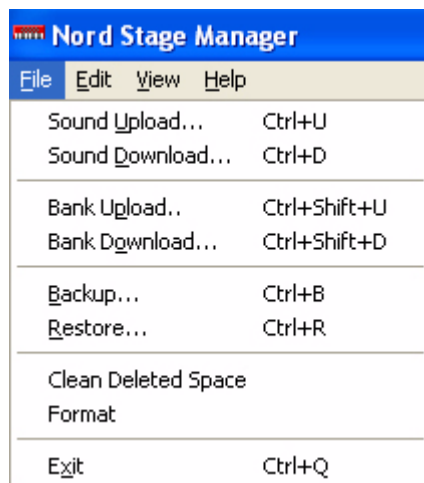 Nord Stage Manager
File Edit View Help
Sound Upload... Ctrl+U
Sound Download... Ctrl+D
Bank Upload.. Ctrl+Shift+U
Bank Download... Ctrl+Shift+D
Backup... Ctrl+B
Restore... Ctrl+R
Clean Deleted Space
Format
Exit Ctrl+Q